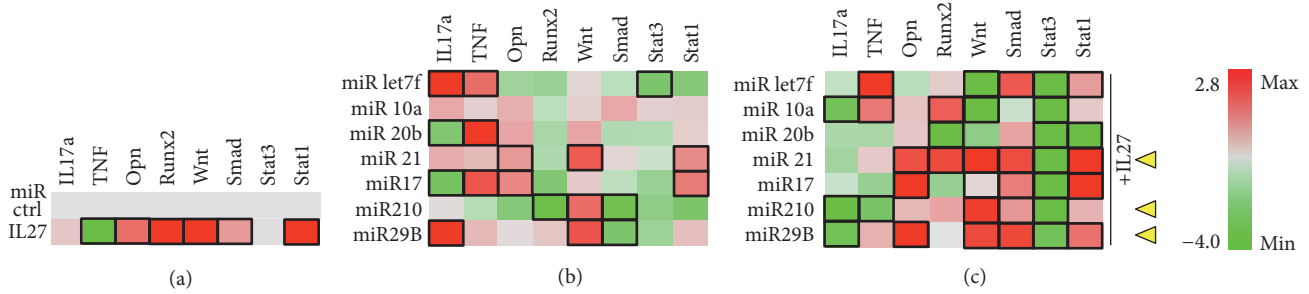 IL17a TNF Opn Runx2 Wnt Smad Stat3 Stat1
miR
ctrl
IL27
(a)
IL17a TNF Opn Runx2 Wnt Smad Stat3 Stat1
miR let7f
miR 10a
miR 20b
miR 21
miR17
miR210
miR29B
(b)
IL17a TNF Opn Runx2 Wnt Smad Stat3 Stat1
miR let7f
miR 10a
miR 20b
miR 21
miR17
miR210
miR29B
+IL27
(c)
2.8 Max
−4.0 Min